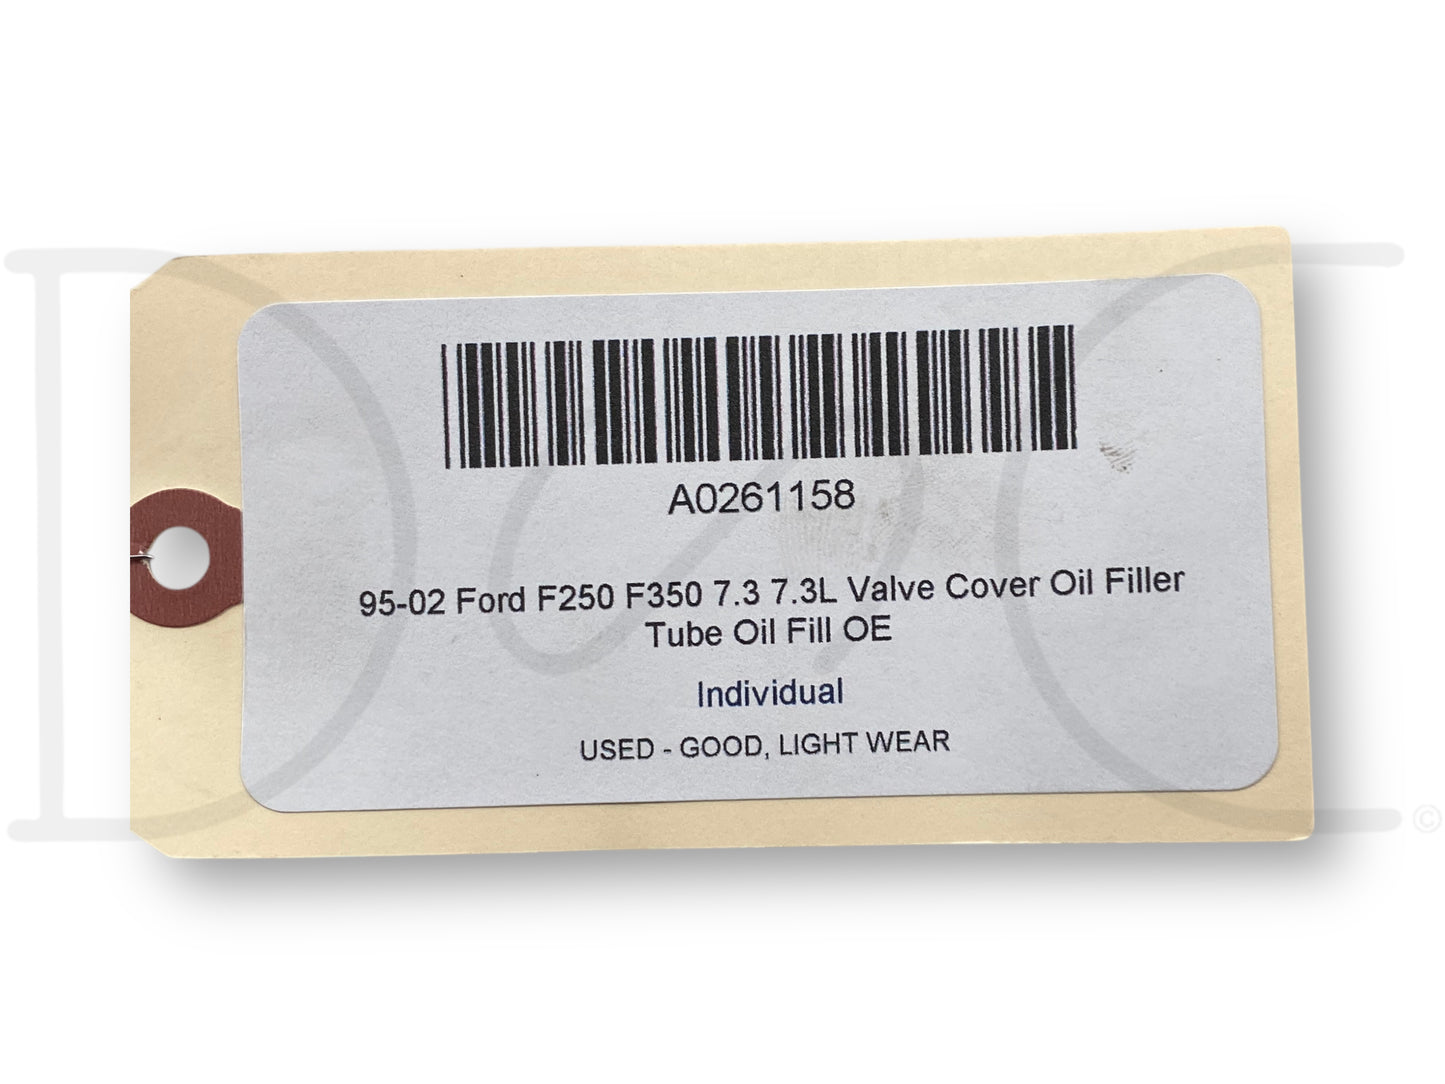 A0261158
95-02 Ford F250 F350 7.3 7.3L Valve Cover Oil Filler
Tube Oil Fill OE
Individual
USED - GOOD, LIGHT WEAR
©